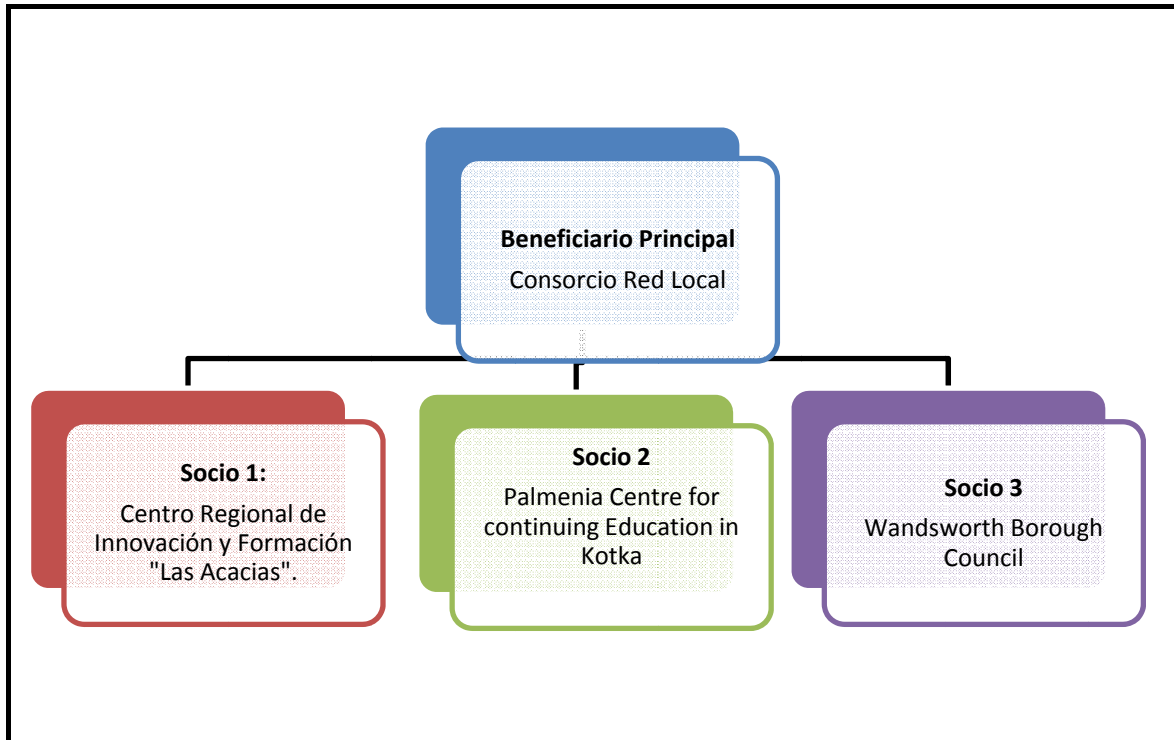 Beneficiario Principal
Consorcio Red Local
Socio 1:
Centro Regional de
Innovación y Formación
"Las Acacias".
Socio 2
Palmenia Centre for
continuing Education in
Kotka
Socio 3
Wandsworth Borough
Council